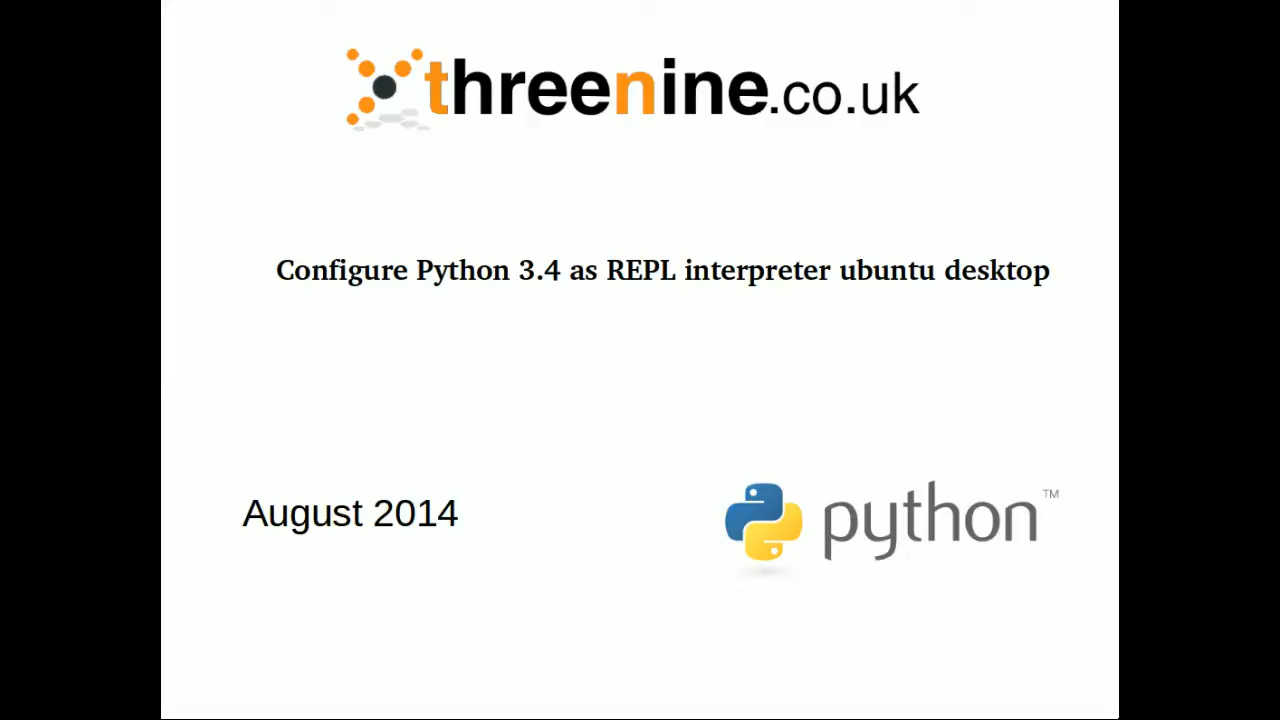 threenine.co.uk
Configure Python 3.4 as REPL interpreter ubuntu desktop
August 2014
python™